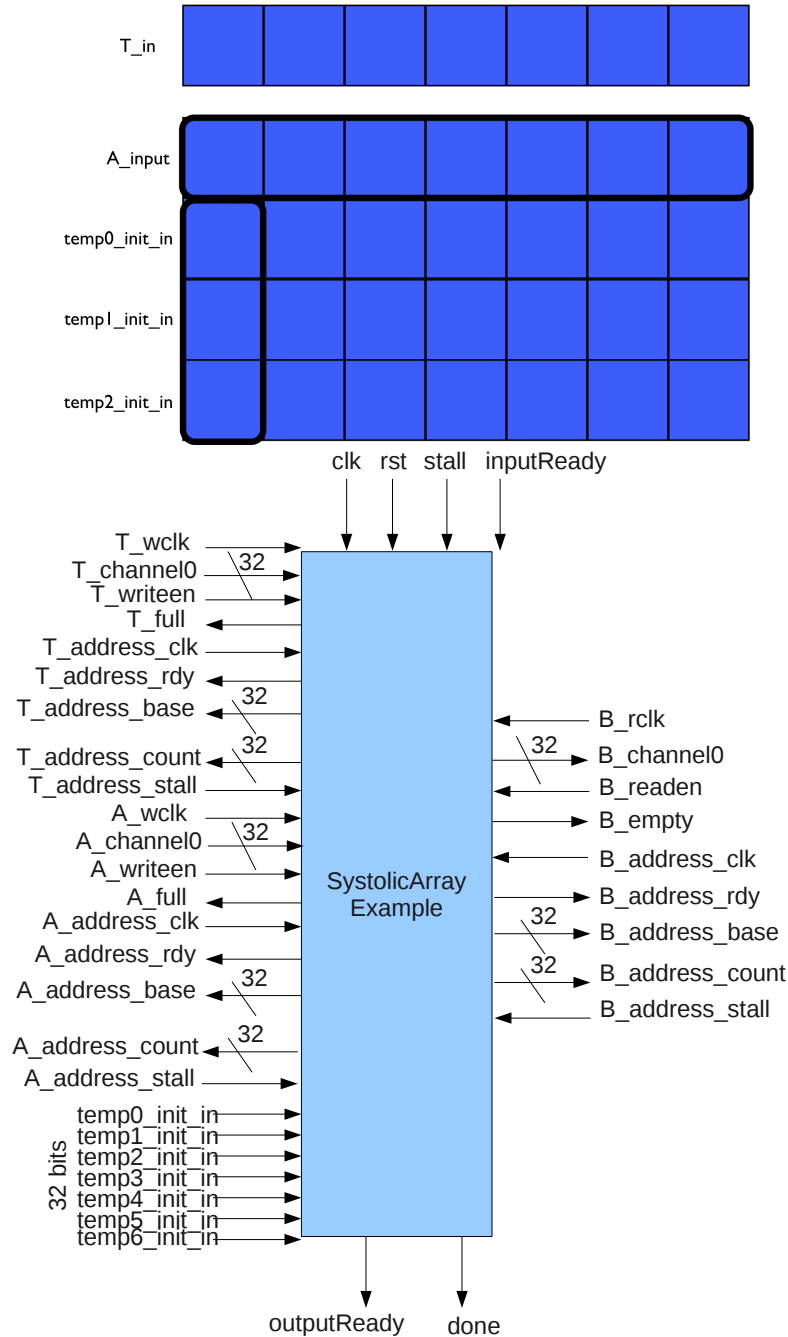 T_in
A_input
temp0_init_in
temp1_init_in
temp2_init_in
clk rst stall inputReady
T_wclk
32
T_channel0
T_writeen
T_full
T_address_clk
T_address_rdy
32
T_address_base
32
T_address_count
T_address_stall
A_wclk
32
A_channel0
A_writeen
A_full
A_address_clk
A_address_rdy
32
A_address_base
32
A_address_count
A_address_stall
32 bits
temp0_init_in
temp1_init_in
temp2_init_in
temp3_init_in
temp4_init_in
temp5_init_in
temp6_init_in
SystolicArray
Example
B_rclk
32
B_channel0
B_readen
B_empty
B_address_clk
B_address_rdy
32
B_address_base
32
B_address_count
B_address_stall
outputReady done